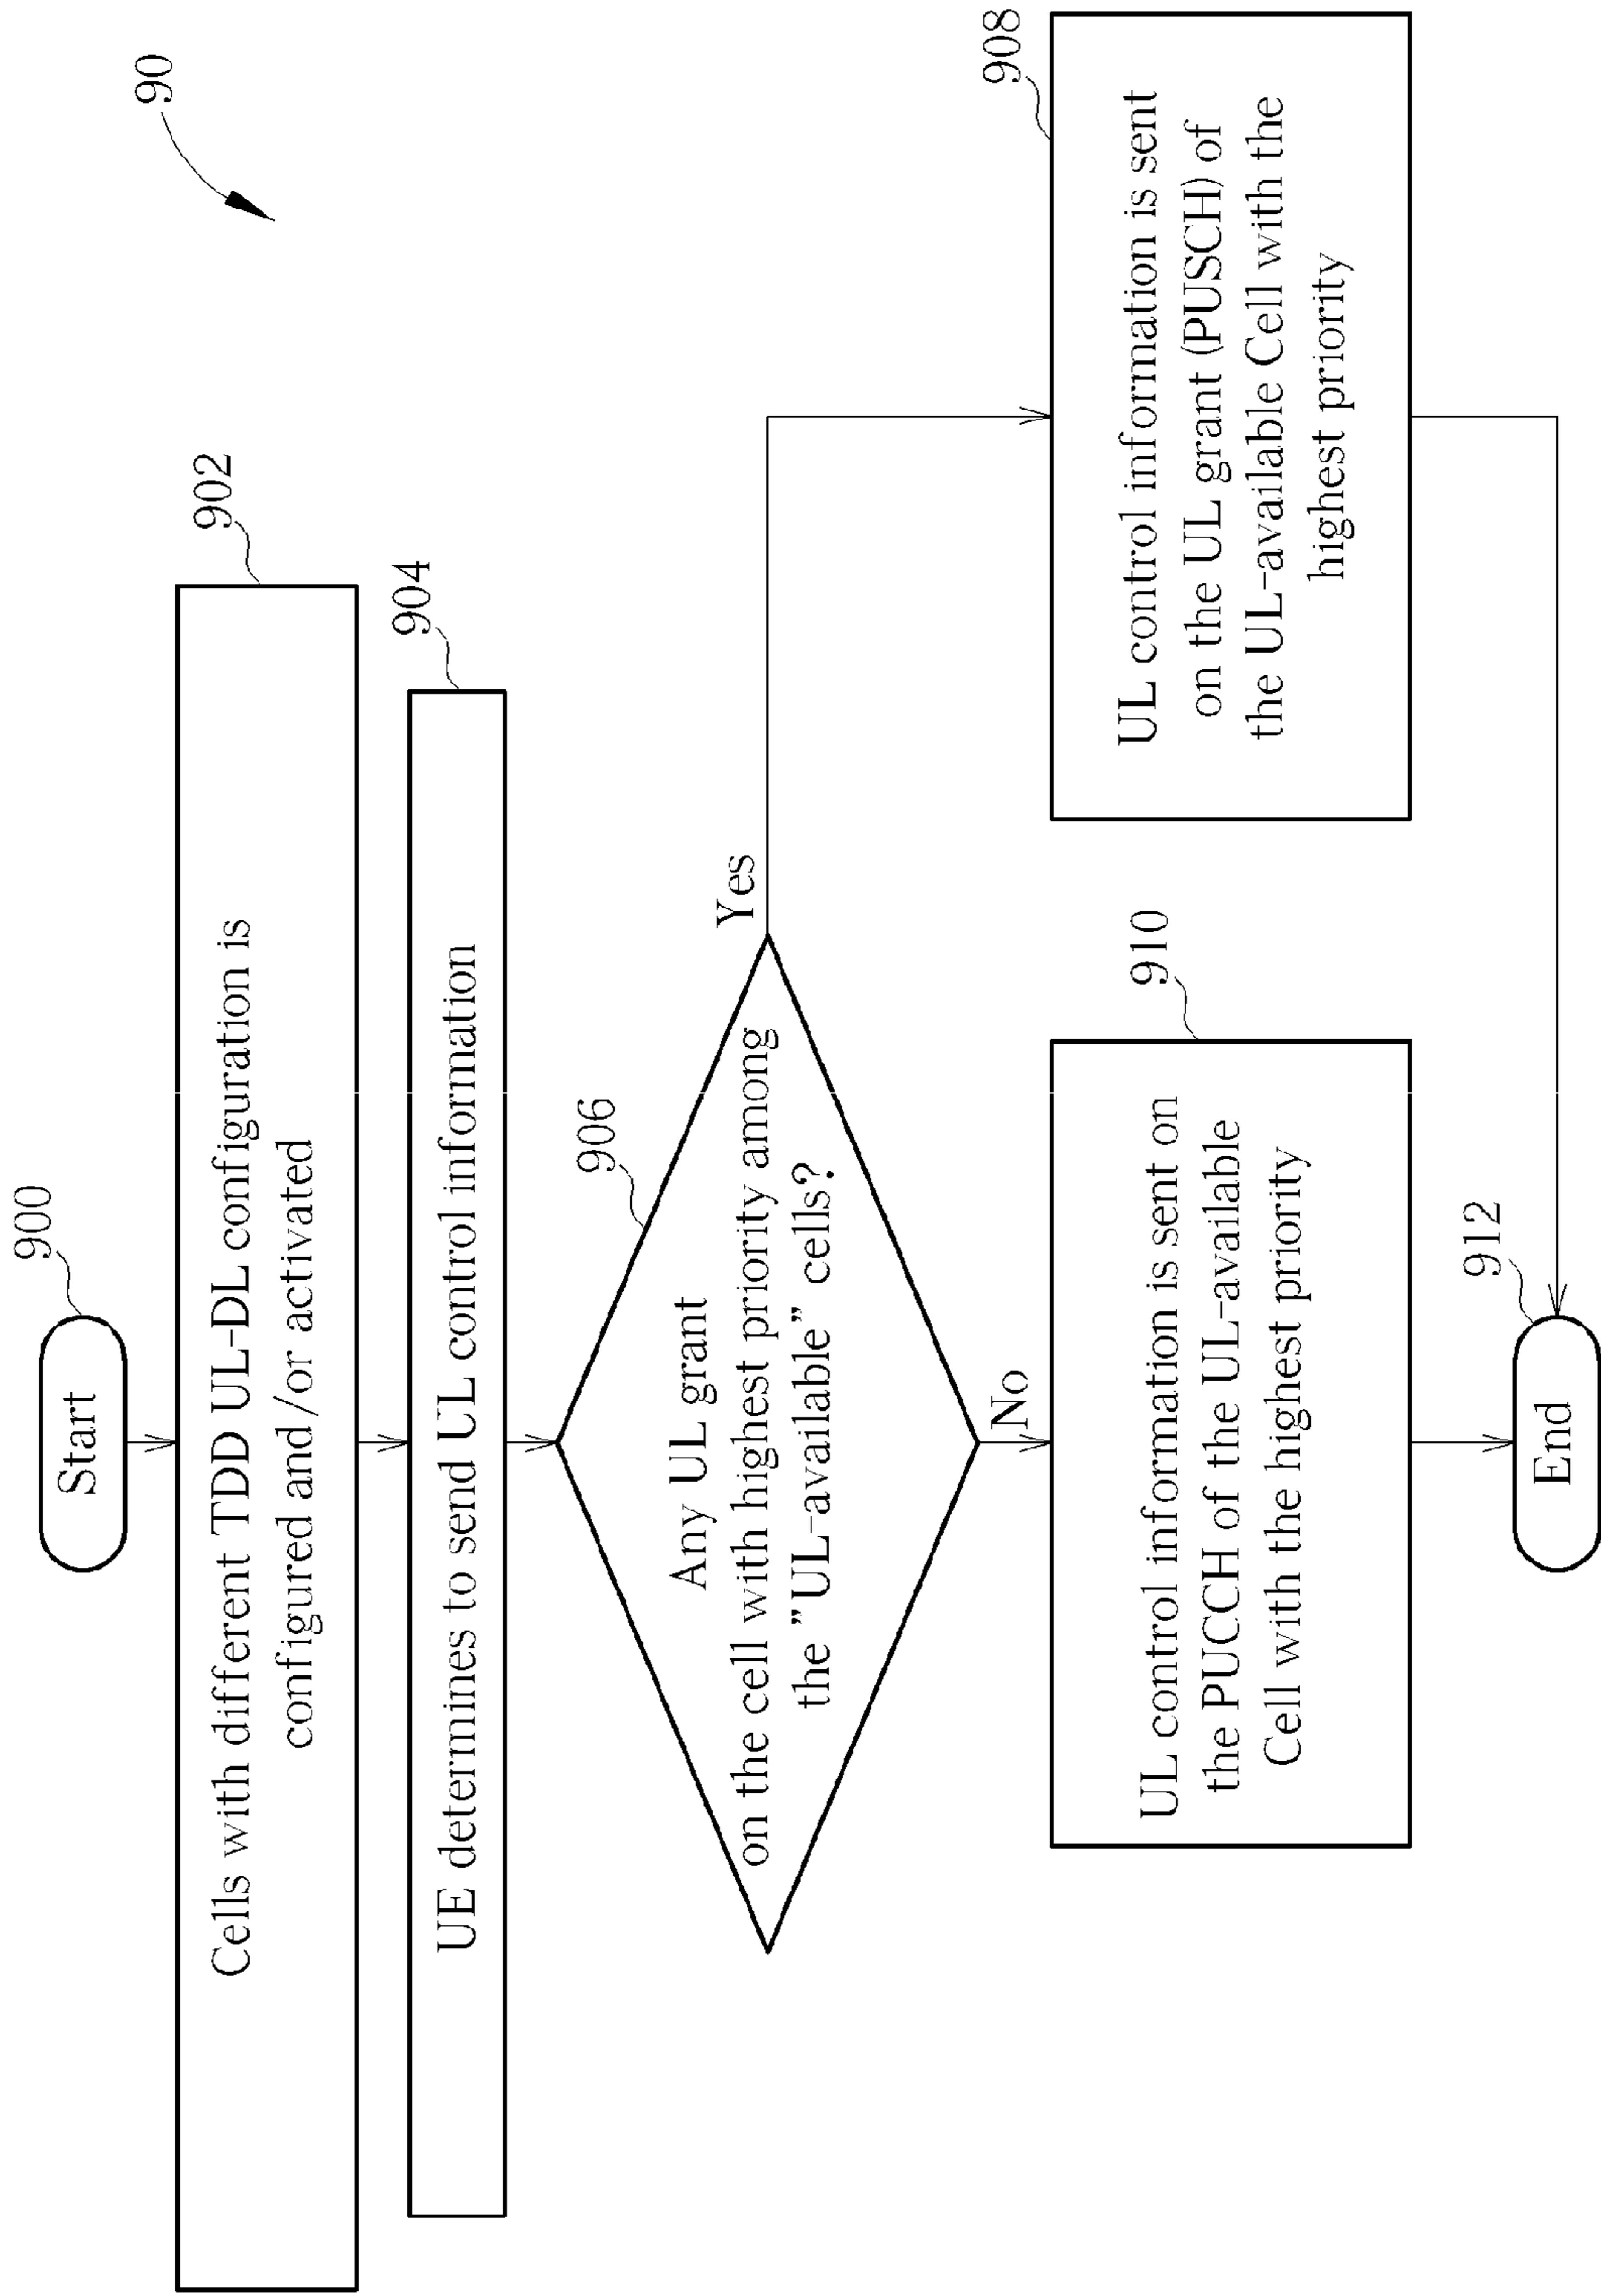 90
900
Start
902
Cells with different TDD UL-DL configuration is
configured and /or activated
904
UE determines to send UL control information
906
Any UL grant
on the cell with highest priority among
the "UL-available" cells?
Yes
No
908
UL control information is sent
on the UL grant (PUSCH) of
the UL-available Cell with the
highest priority
910
UL control information is sent on
the PUCCH of the UL-available
Cell with the highest priority
912
End